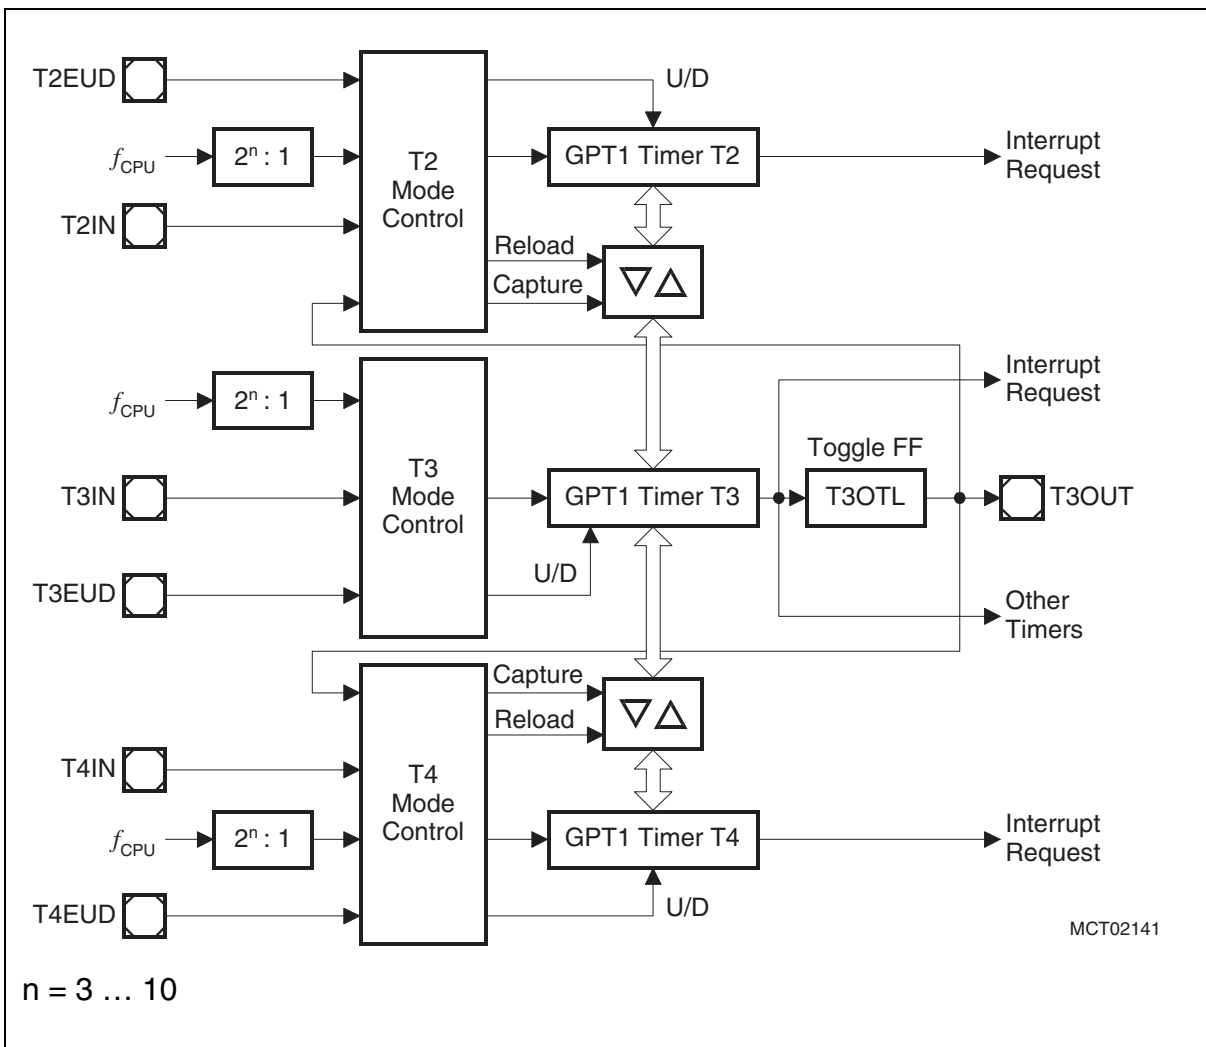 T2EUD
U/D
fCPU
2ⁿ : 1
T2
Mode
Control
GPT1 Timer T2
Interrupt
Request
T2IN
Reload
Capture
fCPU
2ⁿ : 1
Interrupt
Request
T3
Mode
Control
Toggle FF
T3IN
GPT1 Timer T3
T3OTL
T3OUT
T3EUD
U/D
Other
Timers
Capture
Reload
T4IN
T4
Mode
Control
fCPU
2ⁿ : 1
GPT1 Timer T4
Interrupt
Request
T4EUD
U/D
MCT02141
n = 3 … 10